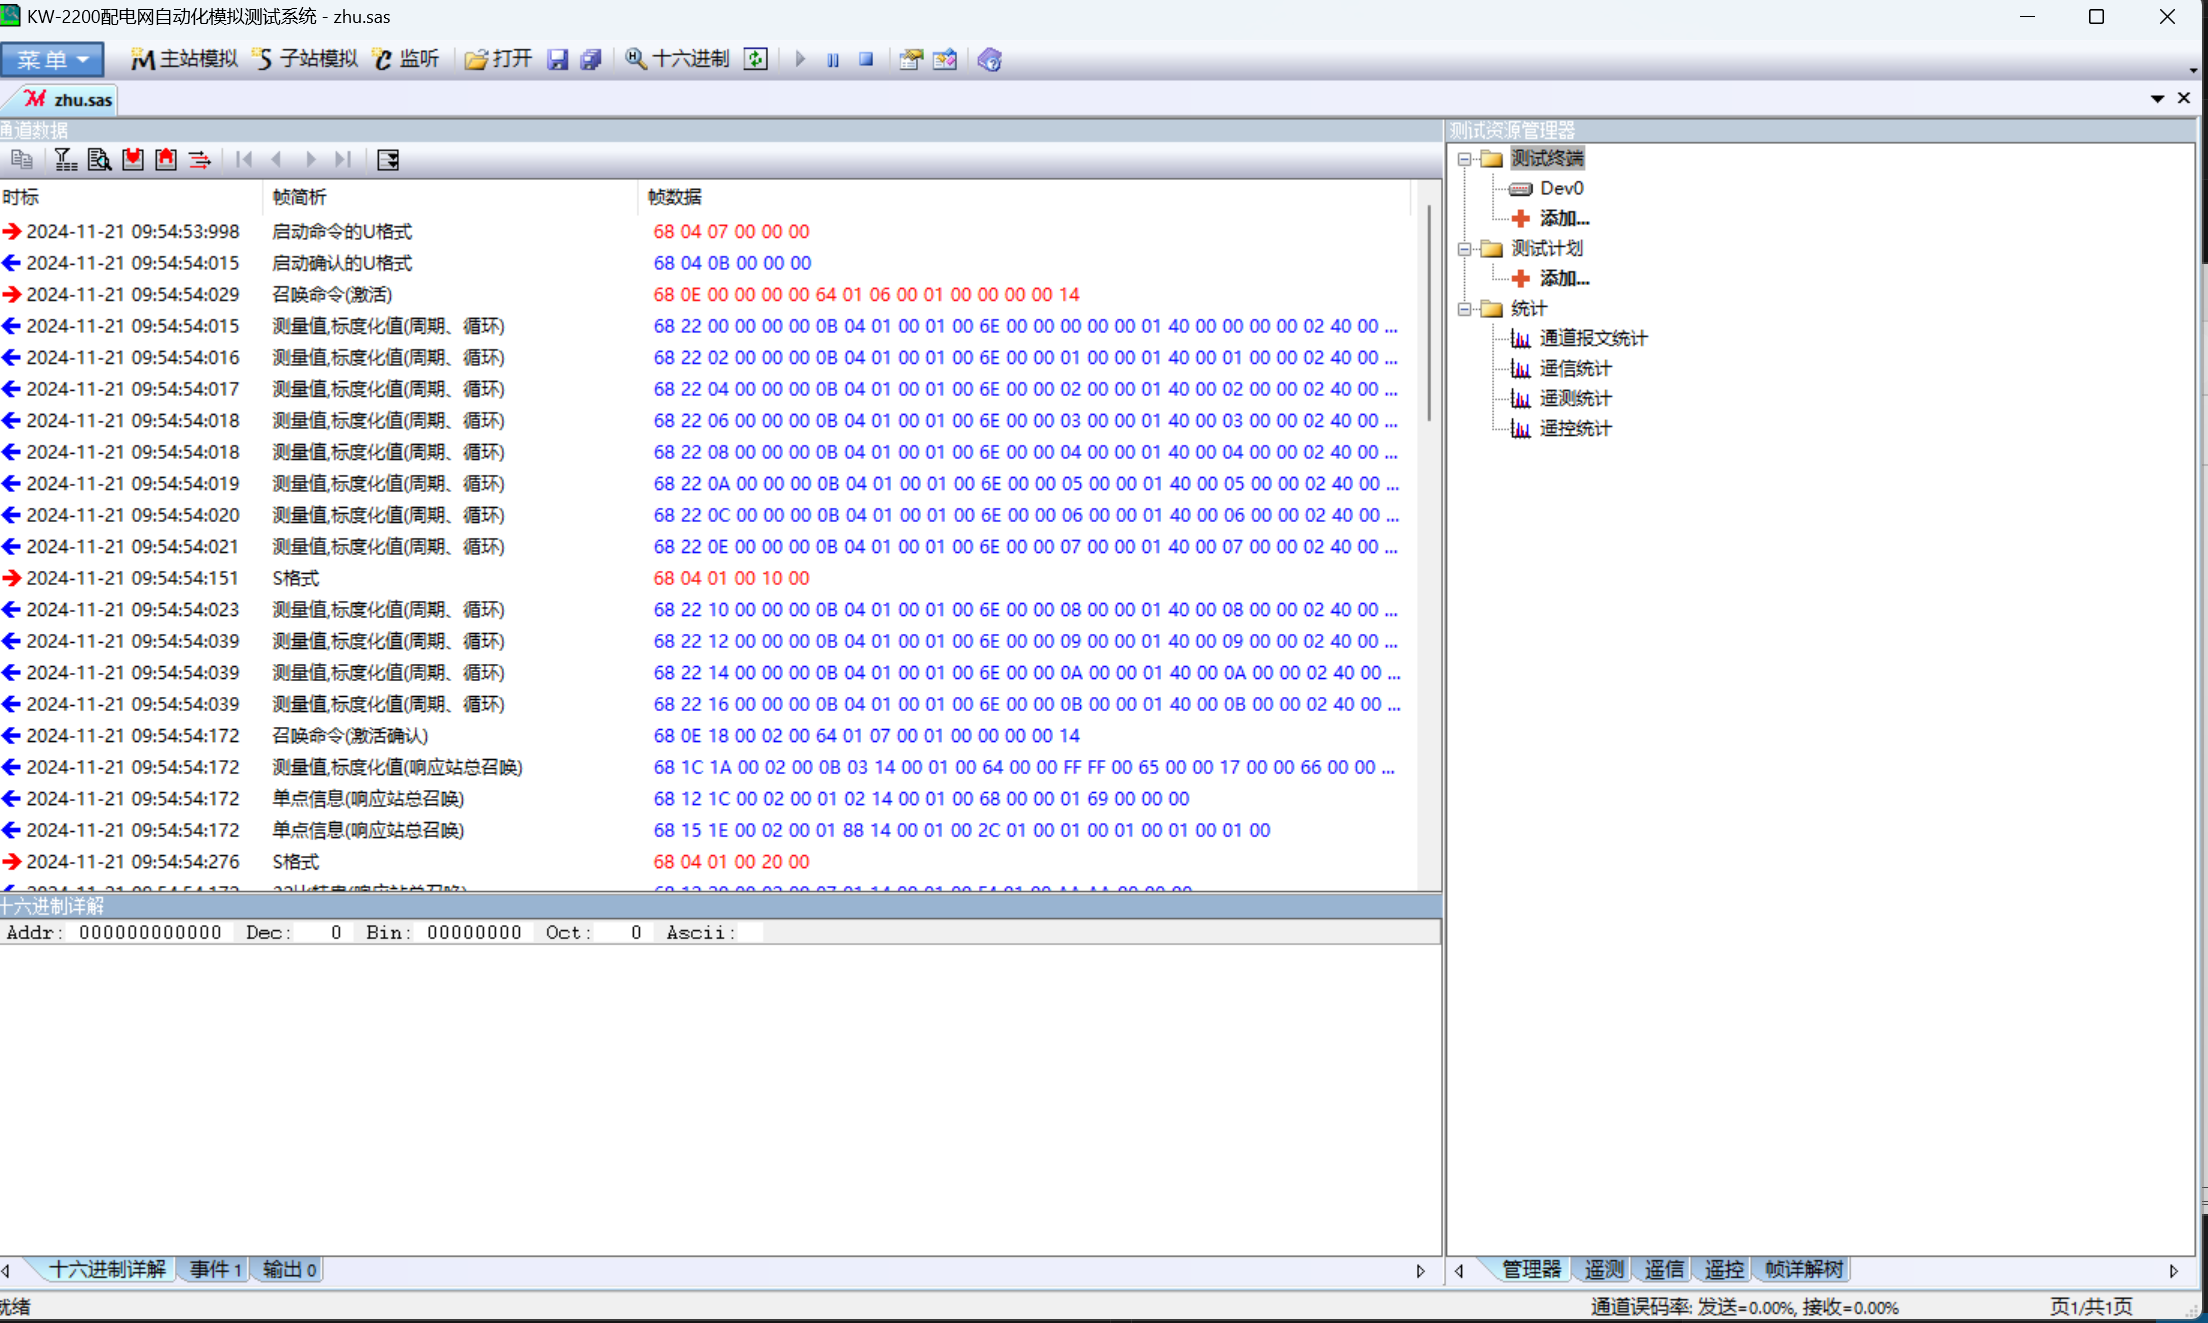 KW-2200配电网自动化模拟测试系统 - zhu.sas
菜单 主站模拟 子站模拟 监听 打开 十六进制
zhu.sas
通道数据
时标 帧简析 帧数据
2024-11-21 09:54:53:998 启动命令的U格式 68 04 07 00 00 00
2024-11-21 09:54:54:015 启动确认的U格式 68 04 0B 00 00 00
2024-11-21 09:54:54:029 召唤命令(激活) 68 0E 00 00 00 00 64 01 06 00 01 00 00 00 00 14
2024-11-21 09:54:54:015 测量值,标度化值(周期、循环) 68 22 00 00 00 00 0B 04 01 00 01 00 6E 00 00 00 00 00 01 40 00 00 00 00 02 40 00 ...
2024-11-21 09:54:54:016 测量值,标度化值(周期、循环) 68 22 02 00 00 00 0B 04 01 00 01 00 6E 00 00 01 00 00 01 40 00 01 00 00 02 40 00 ...
2024-11-21 09:54:54:017 测量值,标度化值(周期、循环) 68 22 04 00 00 00 0B 04 01 00 01 00 6E 00 00 02 00 00 01 40 00 02 00 00 02 40 00 ...
2024-11-21 09:54:54:018 测量值,标度化值(周期、循环) 68 22 06 00 00 00 0B 04 01 00 01 00 6E 00 00 03 00 00 01 40 00 03 00 00 02 40 00 ...
2024-11-21 09:54:54:018 测量值,标度化值(周期、循环) 68 22 08 00 00 00 0B 04 01 00 01 00 6E 00 00 04 00 00 01 40 00 04 00 00 02 40 00 ...
2024-11-21 09:54:54:019 测量值,标度化值(周期、循环) 68 22 0A 00 00 00 0B 04 01 00 01 00 6E 00 00 05 00 00 01 40 00 05 00 00 02 40 00 ...
2024-11-21 09:54:54:020 测量值,标度化值(周期、循环) 68 22 0C 00 00 00 0B 04 01 00 01 00 6E 00 00 06 00 00 01 40 00 06 00 00 02 40 00 ...
2024-11-21 09:54:54:021 测量值,标度化值(周期、循环) 68 22 0E 00 00 00 0B 04 01 00 01 00 6E 00 00 07 00 00 01 40 00 07 00 00 02 40 00 ...
2024-11-21 09:54:54:151 S格式 68 04 01 00 10 00
2024-11-21 09:54:54:023 测量值,标度化值(周期、循环) 68 22 10 00 00 00 0B 04 01 00 01 00 6E 00 00 08 00 00 01 40 00 08 00 00 02 40 00 ...
2024-11-21 09:54:54:039 测量值,标度化值(周期、循环) 68 22 12 00 00 00 0B 04 01 00 01 00 6E 00 00 09 00 00 01 40 00 09 00 00 02 40 00 ...
2024-11-21 09:54:54:039 测量值,标度化值(周期、循环) 68 22 14 00 00 00 0B 04 01 00 01 00 6E 00 00 0A 00 00 01 40 00 0A 00 00 02 40 00 ...
2024-11-21 09:54:54:039 测量值,标度化值(周期、循环) 68 22 16 00 00 00 0B 04 01 00 01 00 6E 00 00 0B 00 00 01 40 00 0B 00 00 02 40 00 ...
2024-11-21 09:54:54:172 召唤命令(激活确认) 68 0E 18 00 02 00 64 01 07 00 01 00 00 00 00 14
2024-11-21 09:54:54:172 测量值,标度化值(响应站总召唤) 68 1C 1A 00 02 00 0B 03 14 00 01 00 64 00 00 FF FF 00 65 00 00 17 00 00 66 00 00 ...
2024-11-21 09:54:54:172 单点信息(响应站总召唤) 68 12 1C 00 02 00 01 02 14 00 01 00 68 00 00 01 69 00 00 00
2024-11-21 09:54:54:172 单点信息(响应站总召唤) 68 15 1E 00 02 00 01 88 14 00 01 00 2C 01 00 01 00 01 00 01 00 01 00
2024-11-21 09:54:54:276 S格式 68 04 01 00 20 00
十六进制详解
Addr: 000000000000 Dec: 0 Bin: 00000000 Oct: 0 Ascii:
十六进制详解 事件 1 输出 0
测试资源管理器
测试终端
Dev0
添加...
测试计划
添加...
统计
通道报文统计
遥信统计
遥测统计
遥控统计
管理器 遥测 遥信 遥控 帧详解树
就绪 通道误码率: 发送=0.00%, 接收=0.00% 页1/共1页